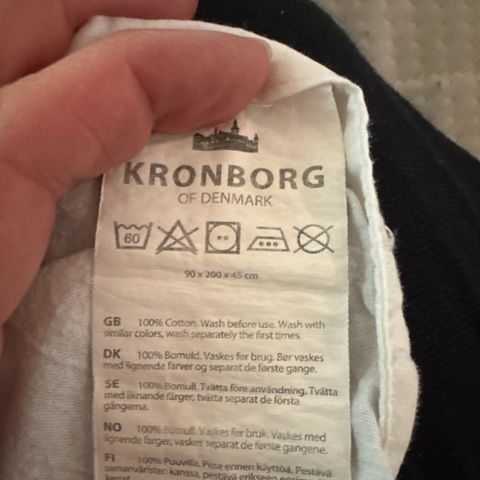 KRONBORG
OF DENMARK
60
90 x 200 x 45 cm
GB 100% Cotton. Wash before use. Wash with
similar colors, wash separately the first times.
DK 100% Bomuld. Vaskes før brug. Bør vaskes
med lignende farver og separat de første gange.
SE 100% Bomull. Tvätta före användning. Tvätta
med liknande färger, tvätta separat de första
gångerna.
NO 100% Bomull. Vaskes før bruk. Vaskes med
lignende farger, vaskes separat de første gangene.
FI 100% Puuvilla. Pese ennen käyttöä. Pestävä
samanväristen kanssa, pestävä erikseen